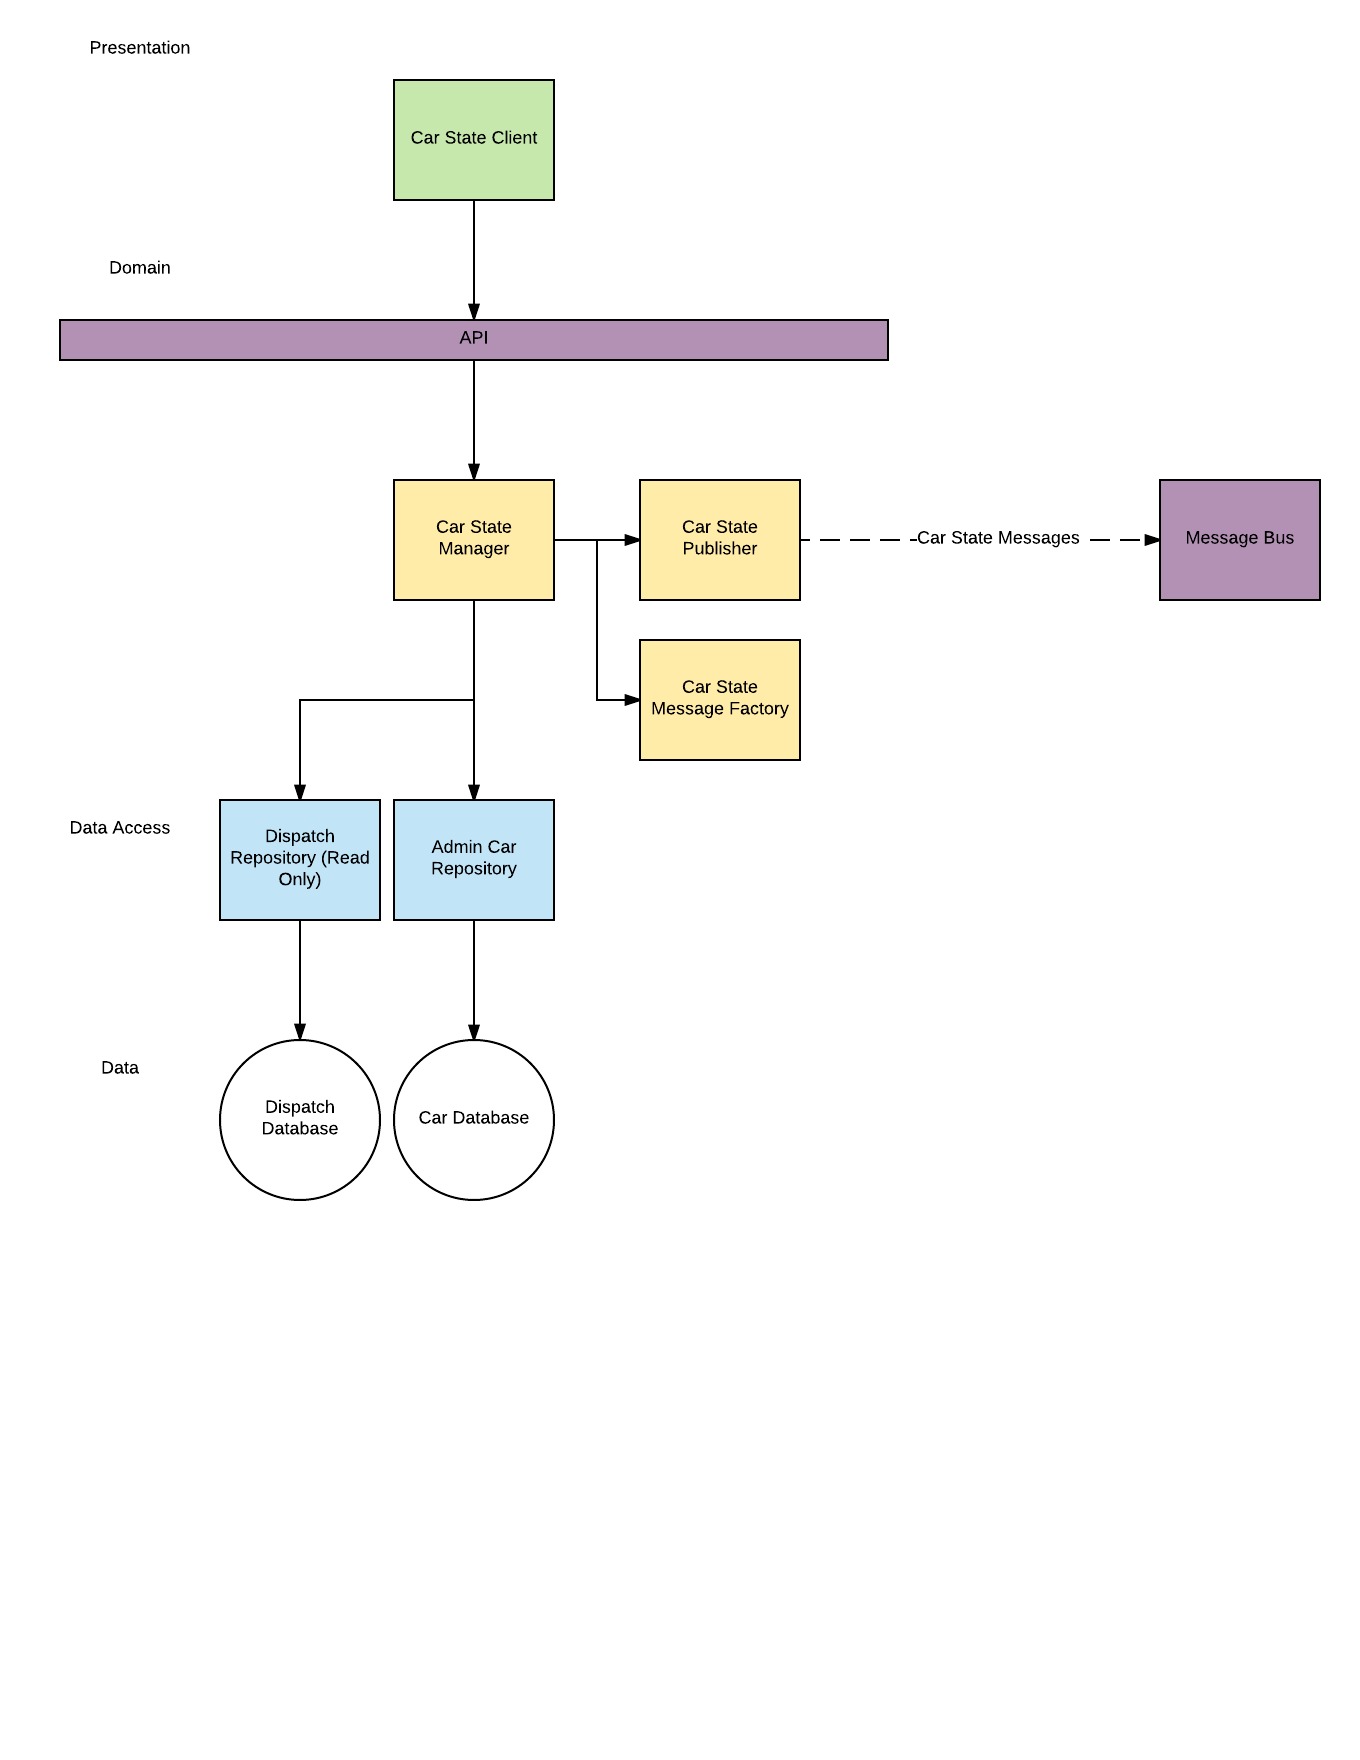 Presentation
Car State Client
Domain
API
Car State
Manager
Car State
Publisher
Car State Messages
Message Bus
Car State
Message Factory
Data Access
Dispatch
Repository (Read
Only)
Admin Car
Repository
Data
Dispatch
Database
Car Database